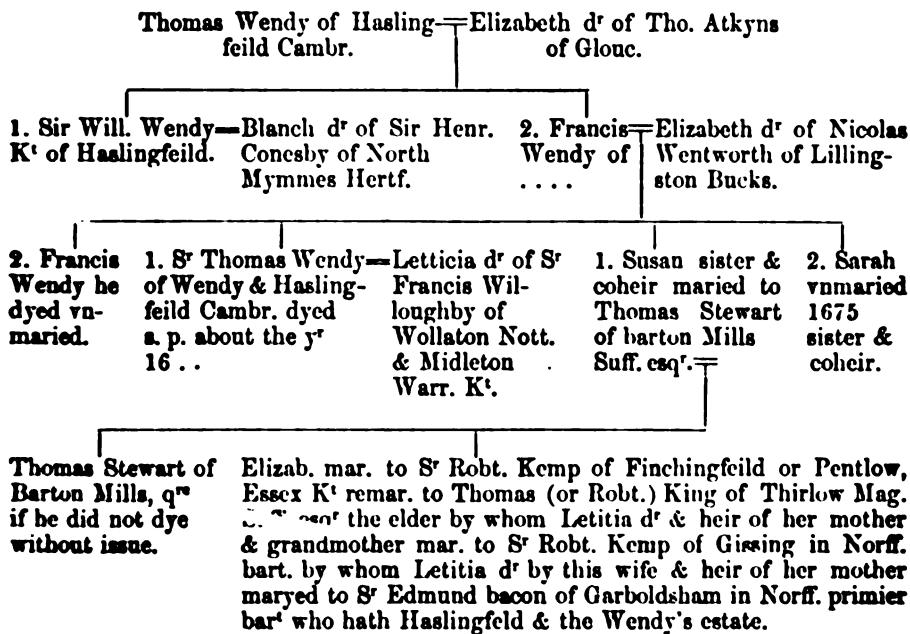 Thomas Wendy of Hasling-
feild Cambr.
Elizabeth dʳ of Tho. Atkyns
of Glouc.
1. Sir Will. Wendy
Kᵗ of Haslingfeild.
Blanch dʳ of Sir Henr.
Conesby of North
Mymmes Hertf.
2. Francis
Wendy of
. . . .
Elizabeth dʳ of Nicolas
Wentworth of Lilling-
ston Bucks.
2. Francis
Wendy he
dyed vn-
maried.
1. Sʳ Thomas Wendy
of Wendy & Hasling-
feild Cambr. dyed
s. p. about the yʳ
16 . .
Letticia dʳ of Sʳ
Francis Wil-
loughby of
Wollaton Nott.
& Midleton
Warr. Kᵗ.
1. Susan sister &
coheir maried to
Thomas Stewart
of barton Mills
Suff. esqʳ.
2. Sarah
vnmaried
1675
sister &
coheir.
Thomas Stewart of
Barton Mills, qʳᵉ
if he did not dye
without issue.
Elizab. mar. to Sʳ Robt. Kemp of Finchingfeild or Pentlow,
Essex Kᵗ remar. to Thomas (or Robt.) King of Thirlow Mag.
the elder by whom Letitia dʳ & heir of her mother
& grandmother mar. to Sʳ Robt. Kemp of Gissing in Norff.
bart. by whom Letitia dʳ by this wife & heir of her mother
maryed to Sʳ Edmund bacon of Garboldsham in Norff. primier
barᵗ who hath Haslingfeld & the Wendy's estate.